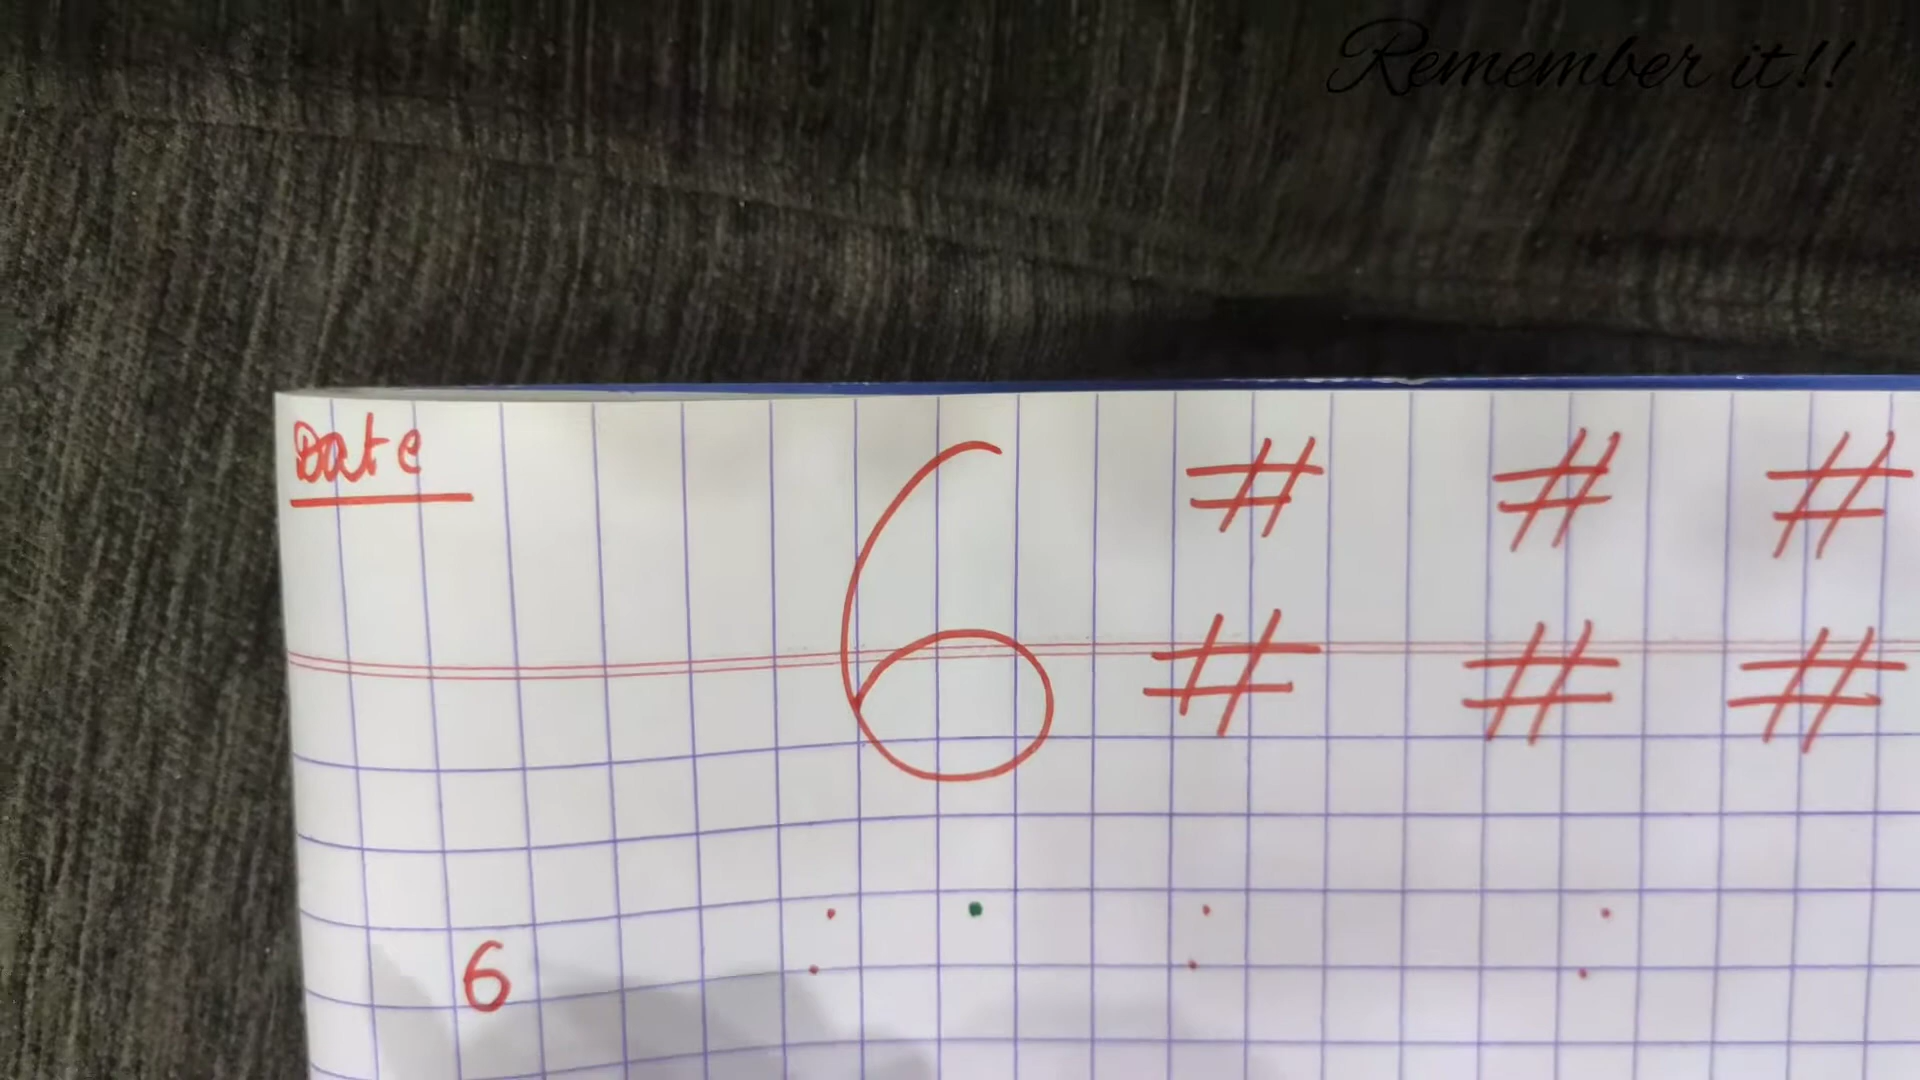 Remember it!!
Date
6 # # #
# # #
6 . . . .
. . .